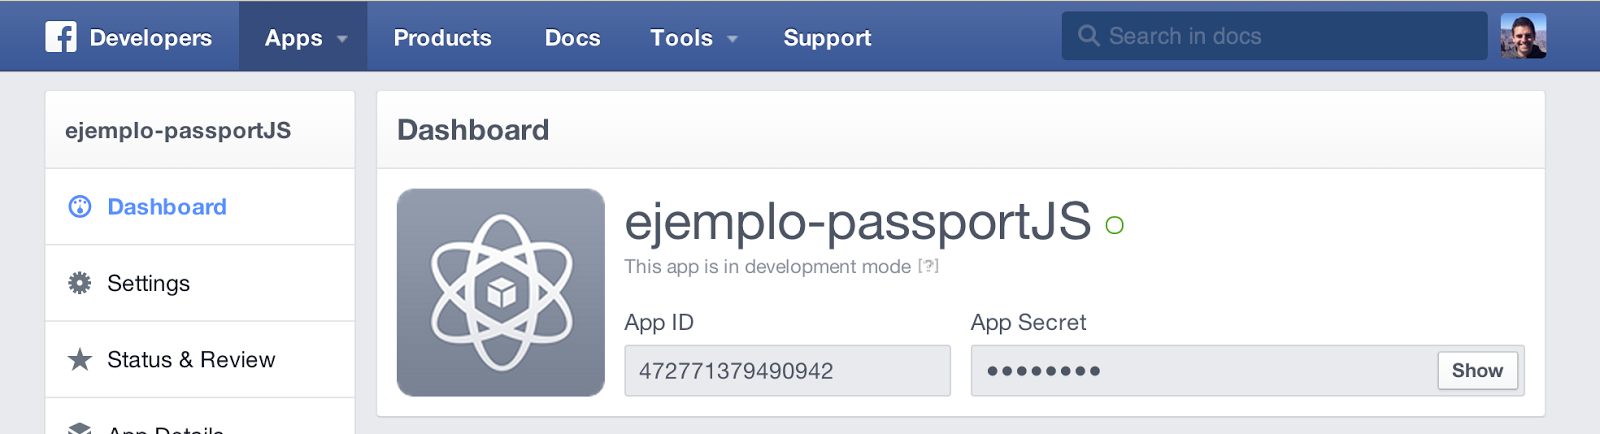 Developers Apps Products Docs Tools Support Search in docs
ejemplo-passportJS
Dashboard
Settings
Status & Review
App Details
Dashboard
ejemplo-passportJS
This app is in development mode [?]
App ID
472771379490942
App Secret
••••••••
Show